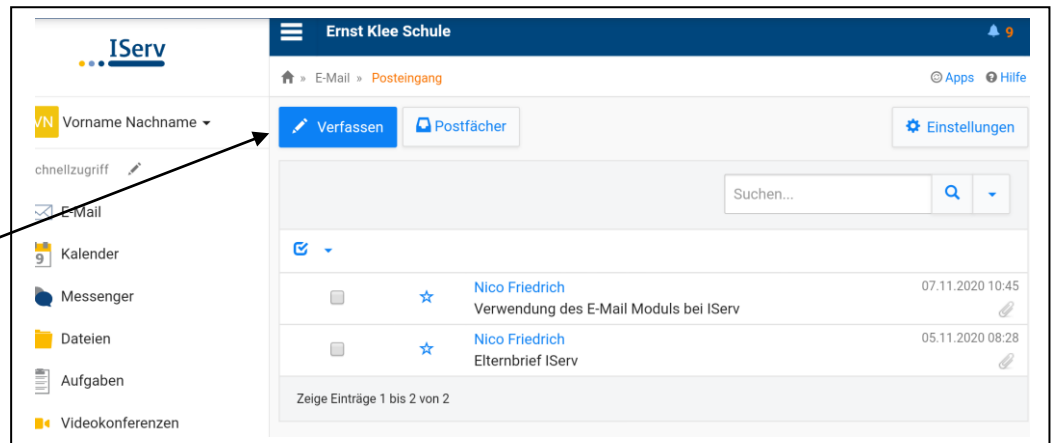 IServ
Ernst Klee Schule
9
E-Mail » Posteingang
Apps Hilfe
VN Vorname Nachname
Verfassen Postfächer Einstellungen
chnellzugriff
Suchen...
E-Mail
9 Kalender
Messenger
Dateien
Aufgaben
Videokonferenzen
Nico Friedrich 07.11.2020 10:45
Verwendung des E-Mail Moduls bei IServ
Nico Friedrich 05.11.2020 08:28
Elternbrief IServ
Zeige Einträge 1 bis 2 von 2